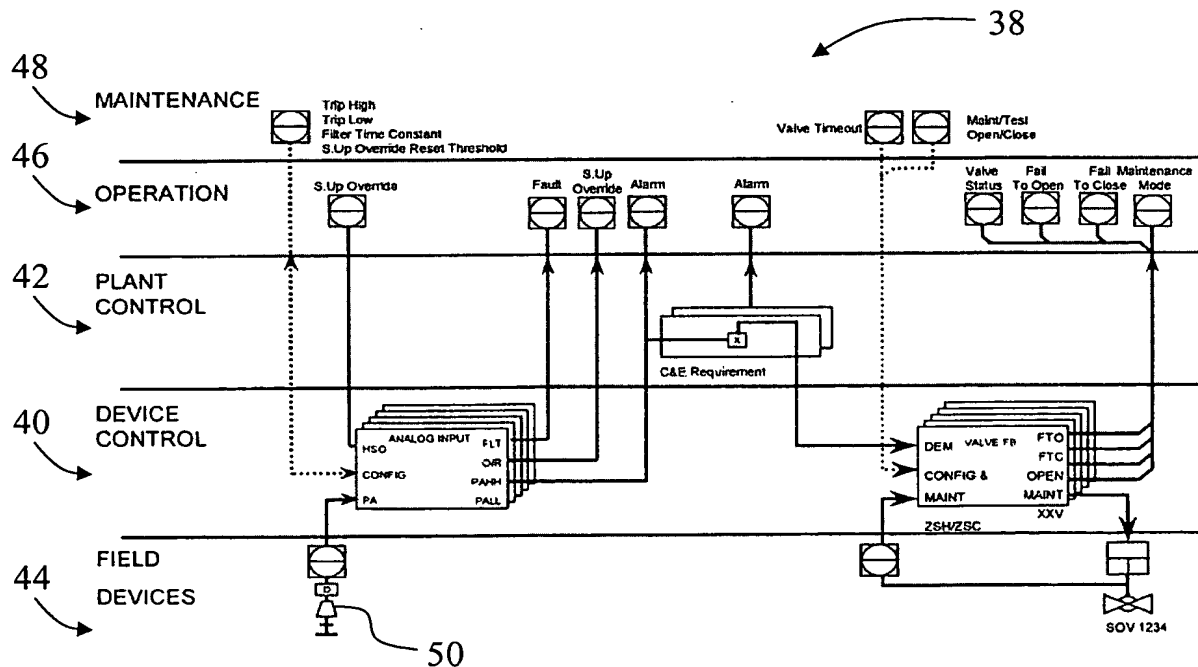 38
48
MAINTENANCE
Trip High
Trip Low
Filter Time Constant
S.Up Override Reset Threshold
Valve Timeout
Maint/Test
Open/Close
46
OPERATION
S.Up Override
Fault
S.Up
Override
Alarm
Alarm
Valve
Status
Fail
To Open
Fail
To Close
Maintenance
Mode
42
PLANT
CONTROL
X
C&E Requirement
40
DEVICE
CONTROL
ANALOG INPUT
HSO
CONFIG
PA
FLT
O/R
PAHH
PALL
VALVE FB
DEM
CONFIG &
MAINT
FTO
FTC
OPEN
MAINT
XXV
ZSH/ZSC
44
FIELD
DEVICES
D
50
SOV 1234